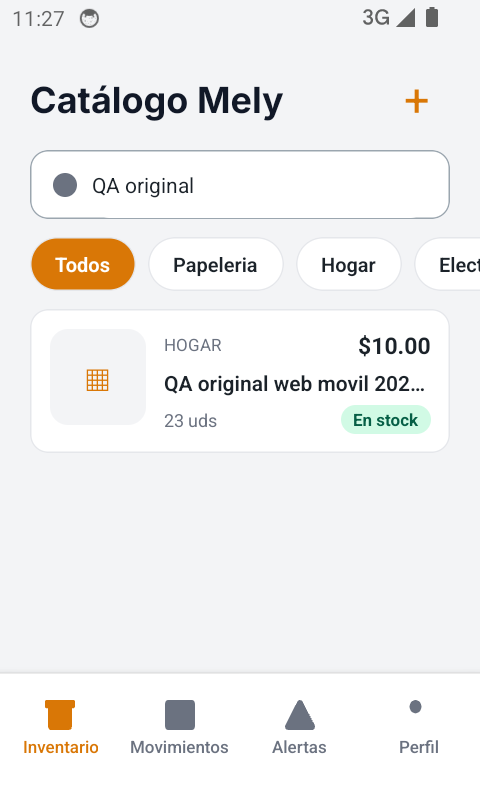 11:27
3G
Catálogo Mely
+
QA original
Todos
Papeleria
Hogar
Elect
HOGAR
$10.00
QA original web movil 202…
23 uds
En stock
Inventario
Movimientos
Alertas
Perfil